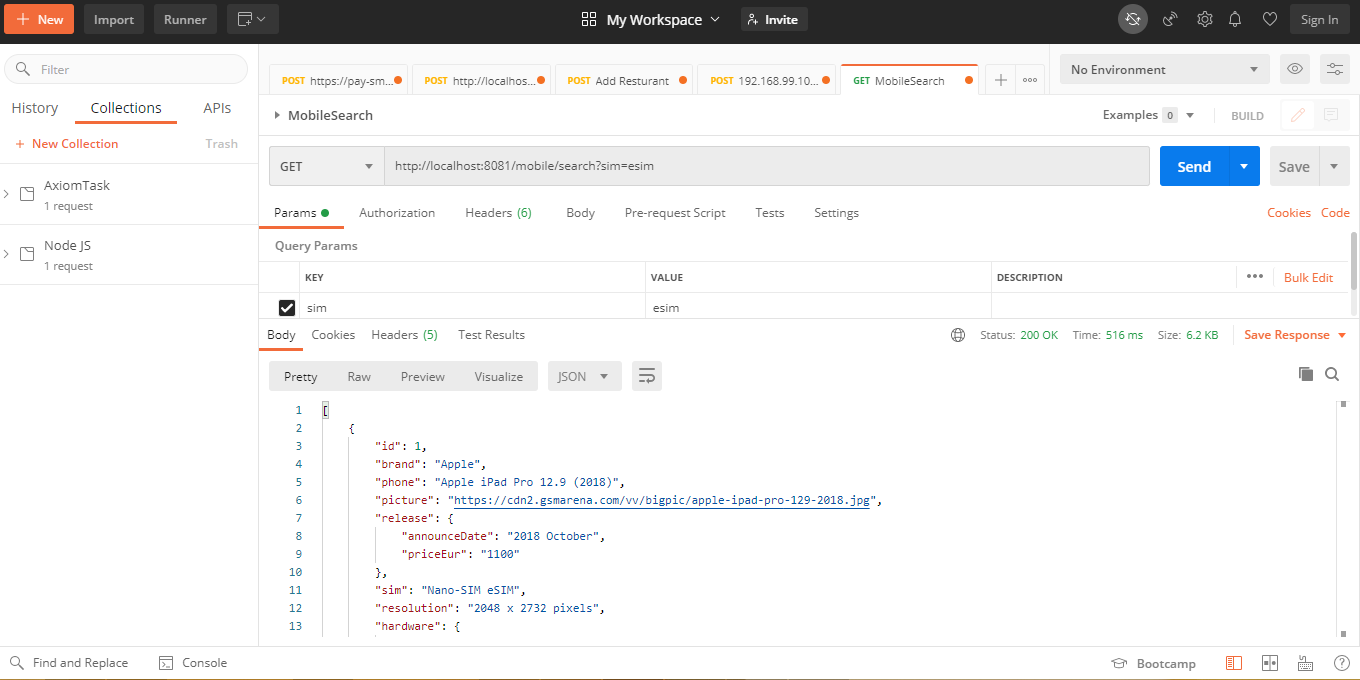 New Import Runner My Workspace Invite Sign In
Filter
History Collections APIs
New Collection Trash
AxiomTask
1 request
Node JS
1 request
POST https://pay-sm... POST http://localhos... POST Add Resturant POST 192.168.99.10... GET MobileSearch No Environment
MobileSearch Examples 0 BUILD
GET http://localhost:8081/mobile/search?sim=esim Send Save
Params Authorization Headers (6) Body Pre-request Script Tests Settings Cookies Code
Query Params
KEY VALUE DESCRIPTION Bulk Edit
sim esim
Body Cookies Headers (5) Test Results Status: 200 OK Time: 516 ms Size: 6.2 KB Save Response
Pretty Raw Preview Visualize JSON
1 [
2 {
3 "id": 1,
4 "brand": "Apple",
5 "phone": "Apple iPad Pro 12.9 (2018)",
6 "picture": "https://cdn2.gsmarena.com/vv/bigpic/apple-ipad-pro-129-2018.jpg",
7 "release": {
8 "announceDate": "2018 October",
9 "priceEur": "1100"
10 },
11 "sim": "Nano-SIM eSIM",
12 "resolution": "2048 x 2732 pixels",
13 "hardware": {
Find and Replace Console Bootcamp